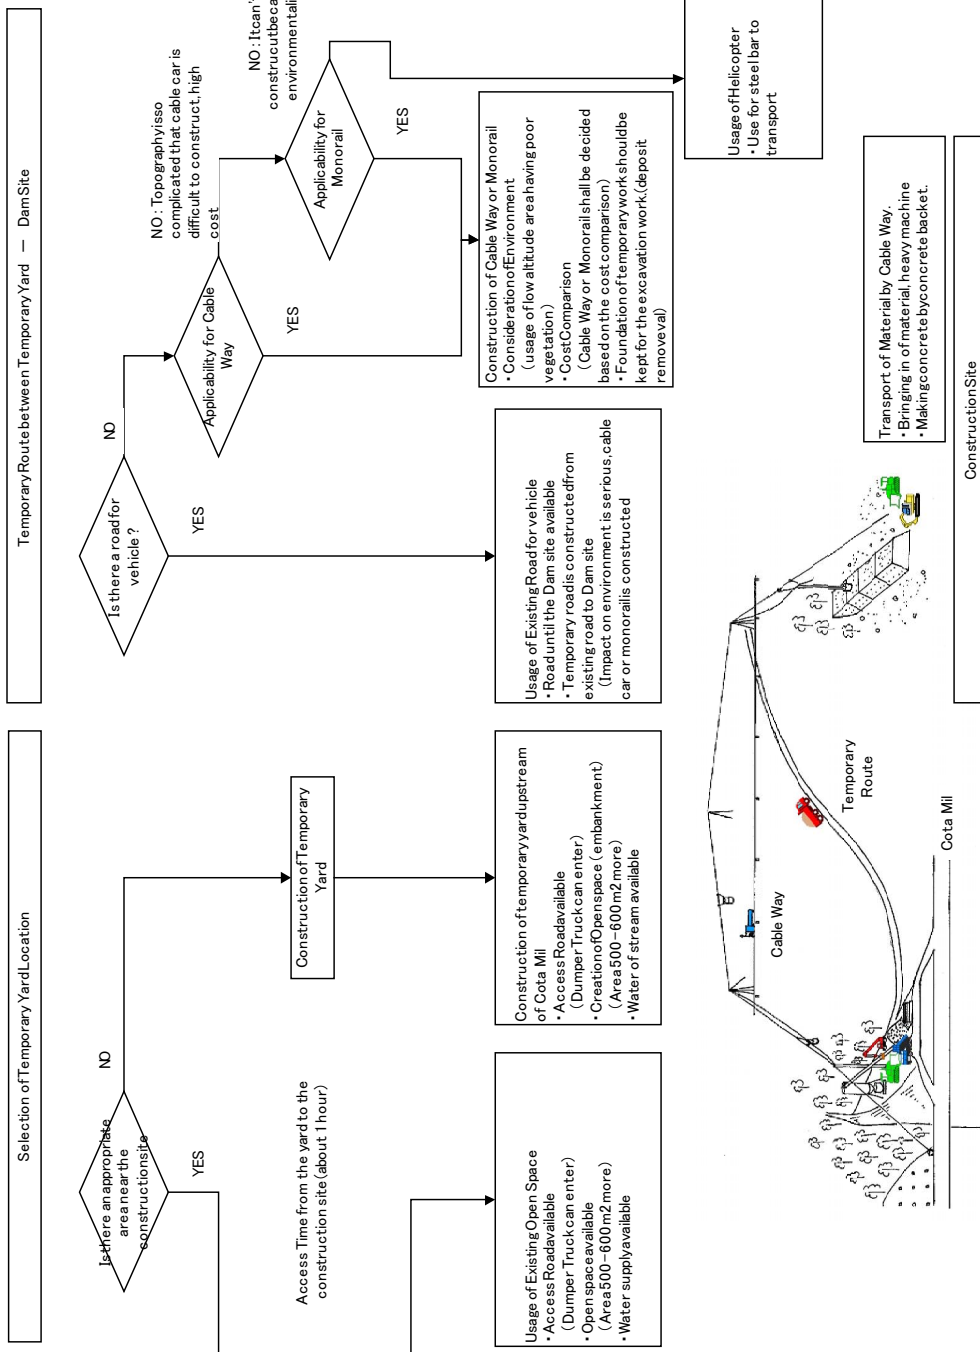 Selection of Temporary Yard Location
Is there an appropriate
area near the
construction site
NO
YES
Access Time from the yard to the
construction site (about 1 hour)
Construction of Temporary
Yard
Usage of Existing Open Space
・Access Road available
(Dumper Truck can enter)
・Open space available
(Area 500-600m2 more)
・Water supply available
Construction of temporary yard upstream
of Cota Mil
・Access Road available
(Dumper Truck can enter)
・Creation of Open space (embankment)
(Area 500-600m2 more)
・Water of stream available
Temporary Route between Temporary Yard — Dam Site
Is there a road for
vehicle ?
NO
YES
Applicability for Cable
Way
NO : Topography is so
complicated that cable car is
difficult to construct, high
cost
YES
Applicability for
Monorail
NO : It can'
construcut beca
environmentali
YES
Usage of Existing Road for vehicle
・Road until the Dam site available
・Temporary road is constructed from
existing road to Dam site
(Impact on environment is serious, cable
car or monorail is constructed
Construction of Cable Way or Monorail
・Consideration of Environment
(usage of low altitude area having poor
vegetation)
・Cost Comparison
(Cable Way or Monorail shall be decided
based on the cost comparison)
・Foundation of temporary work should be
kept for the excavation work.(deposit
removeval)
Usage of Helicopter
・Use for steel bar to
transport
Cable Way
Temporary
Route
Cota Mil
Transport of Material by Cable Way.
・Bringing in of material, heavy machine
・Making concrete by concrete backet.
Construction Site